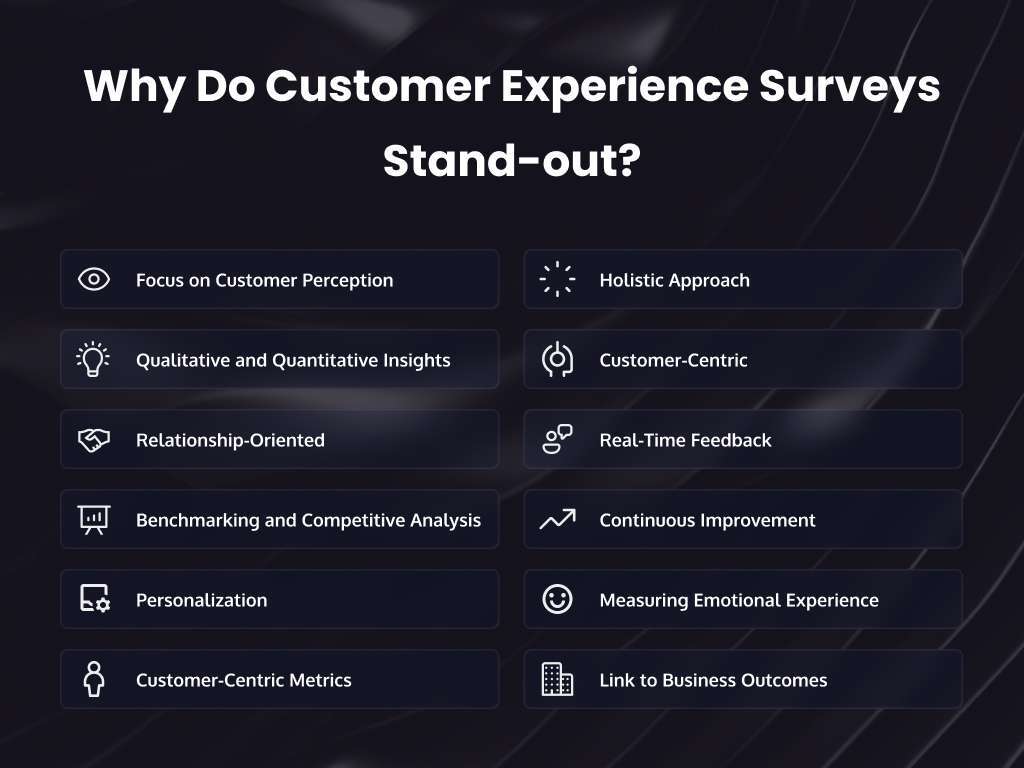 Why Do Customer Experience Surveys
Stand-out?
Focus on Customer Perception
Holistic Approach
Qualitative and Quantitative Insights
Customer-Centric
Relationship-Oriented
Real-Time Feedback
Benchmarking and Competitive Analysis
Continuous Improvement
Personalization
Measuring Emotional Experience
Customer-Centric Metrics
Link to Business Outcomes